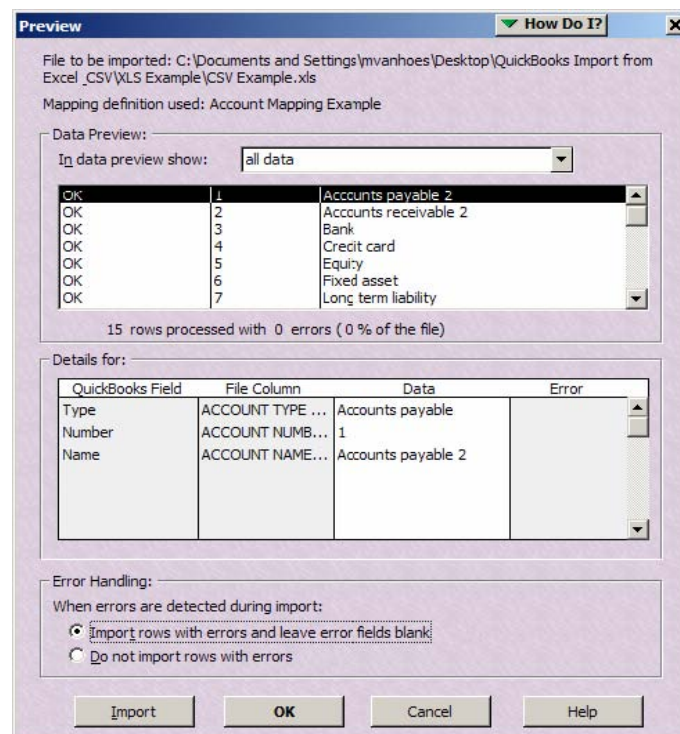 Preview
How Do I?
X
File to be imported: C:\Documents and Settings\mvanhoes\Desktop\QuickBooks Import from
Excel _CSV\XLS Example\CSV Example.xls
Mapping definition used: Account Mapping Example
Data Preview:
In data preview show: all data
OK 1 Accounts payable 2
OK 2 Accounts receivable 2
OK 3 Bank
OK 4 Credit card
OK 5 Equity
OK 6 Fixed asset
OK 7 Long term liability
15 rows processed with 0 errors ( 0 % of the file)
Details for:
QuickBooks Field File Column Data Error
Type ACCOUNT TYPE ... Accounts payable
Number ACCOUNT NUMB... 1
Name ACCOUNT NAME... Accounts payable 2
Error Handling:
When errors are detected during import:
Import rows with errors and leave error fields blank
Do not import rows with errors
Import OK Cancel Help